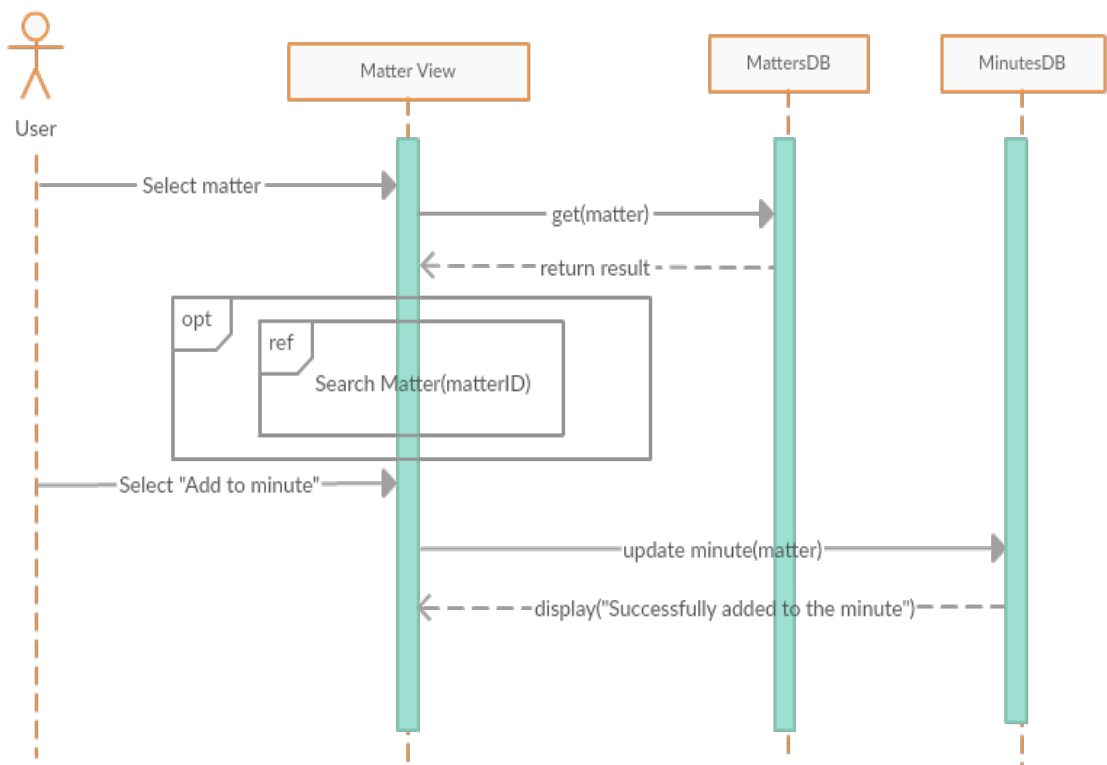 Matter View
MattersDB
MinutesDB
User
Select matter
get(matter)
return result
opt
ref
Search Matter(matterID)
Select "Add to minute"
update minute(matter)
display("Successfully added to the minute")